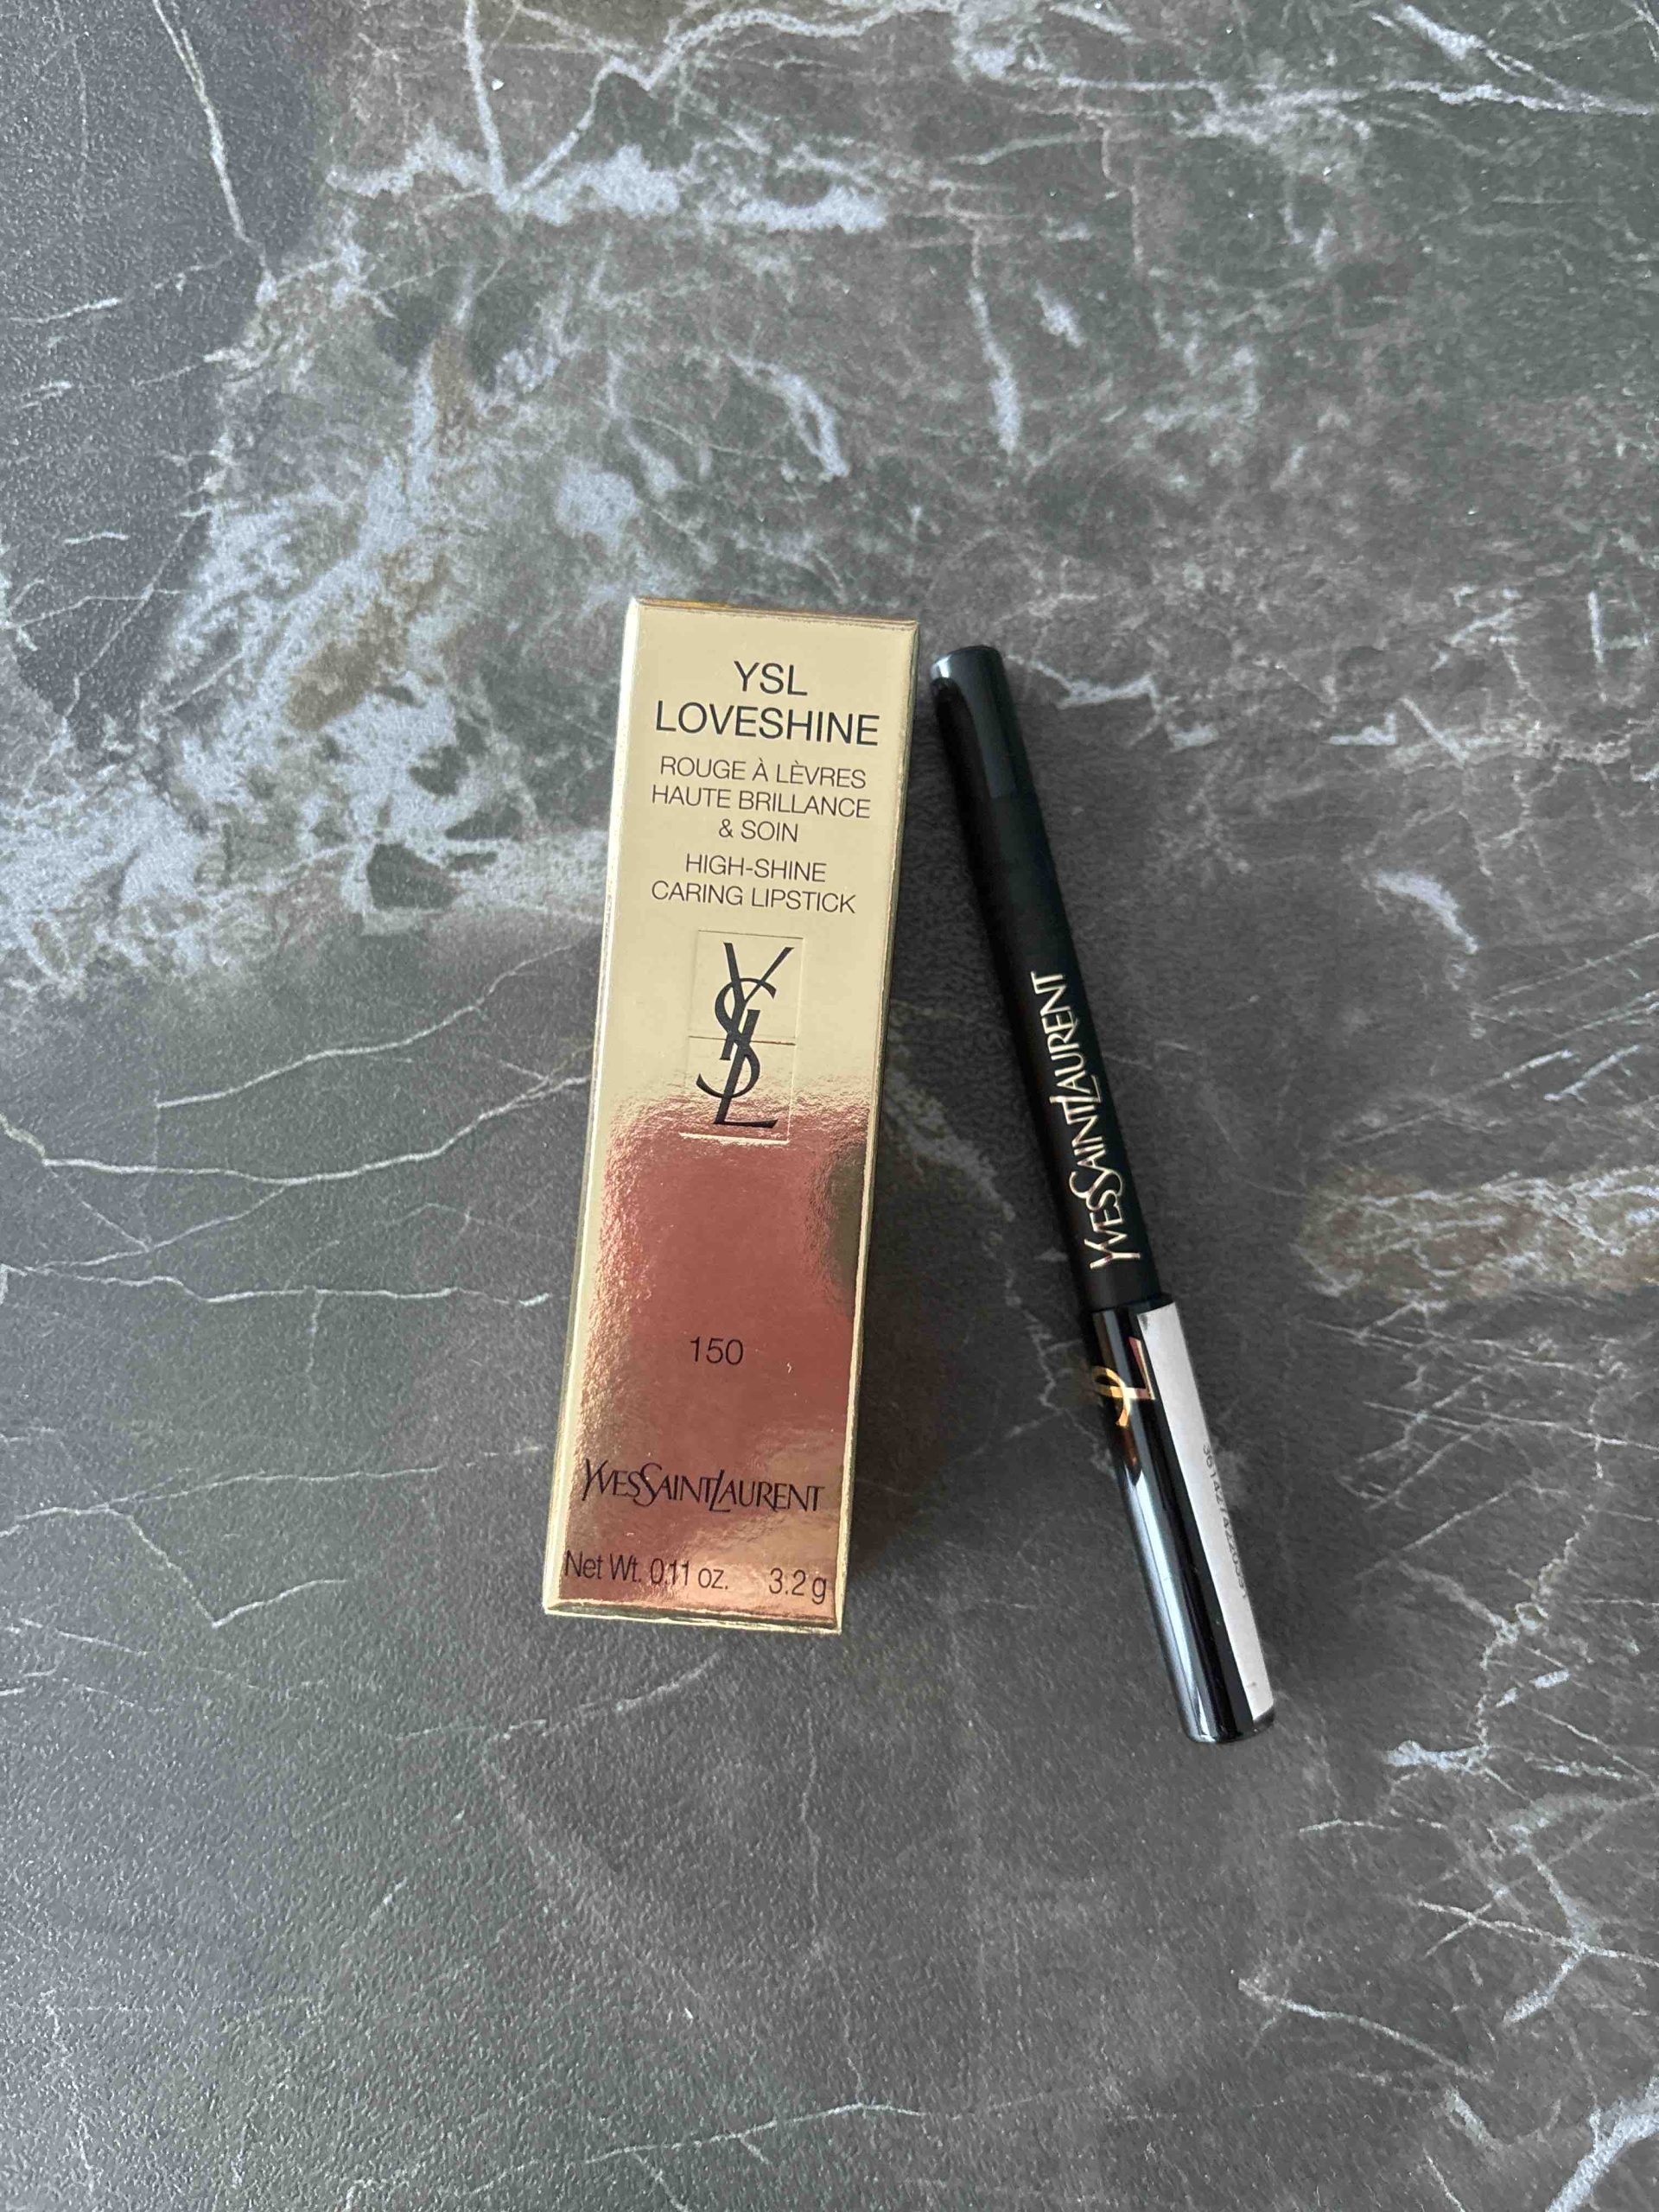 YSL
LOVESHINE
ROUGE À LÈVRES
HAUTE BRILLANCE
& SOIN
HIGH-SHINE
CARING LIPSTICK
YSL
150
YVESSAINTLAURENT
Net Wt. 0.11 oz. 3.2 g
YVESSAINTLAURENT